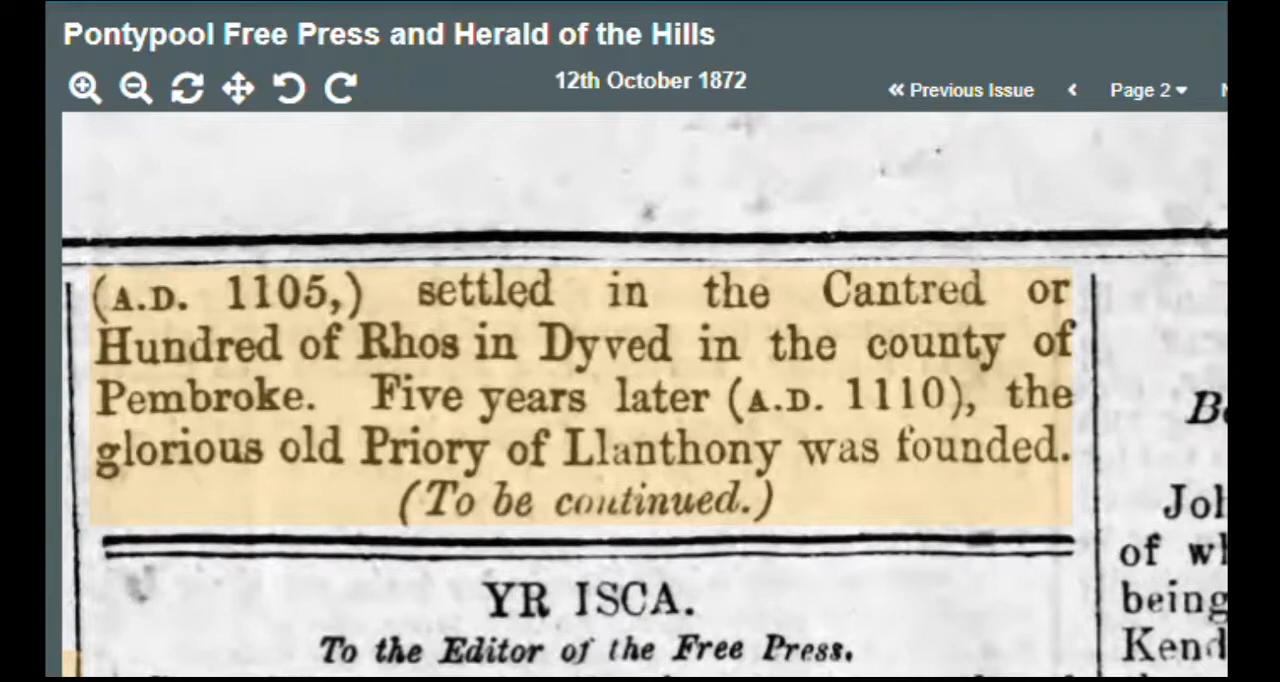 Pontypool Free Press and Herald of the Hills
12th October 1872
« Previous Issue
Page 2
(A.D. 1105,) settled in the Cantred or
Hundred of Rhos in Dyved in the county of
Pembroke. Five years later (A.D. 1110), the
glorious old Priory of Llanthony was founded.
(To be continued.)
YR ISCA.
To the Editor of the Free Press.
of
being